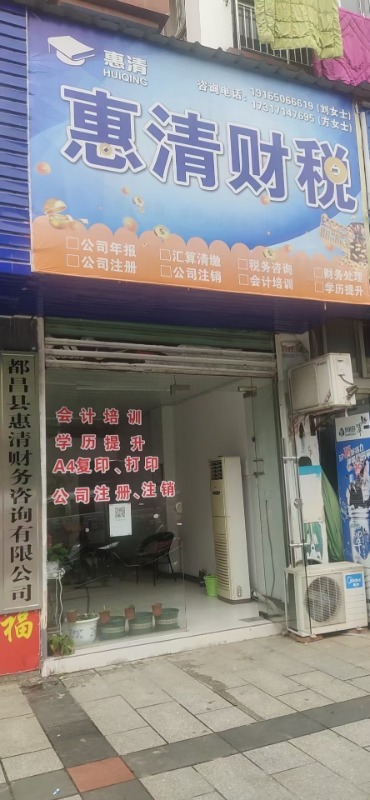 惠清
HUIQING
咨询电话：19165066619（刘女士）
17317147695（方女士）
惠清财税
□公司年报 □汇算清缴 □税务咨询 □财务处理
□公司注册 □公司注销 □会计培训 □学历提升
都昌县惠清财务咨询有限公司
会计培训
学历提升
A4复印、打印
公司注册、注销
福
Midea